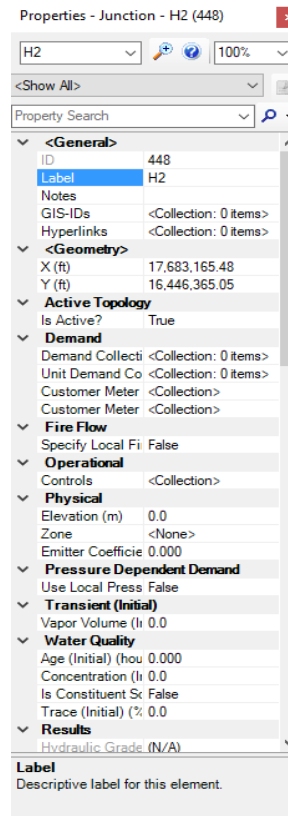 Properties - Junction - H2 (448)
H2 100%
<Show All>
Property Search
<General>
ID 448
Label H2
Notes
GIS-IDs <Collection: 0 items>
Hyperlinks <Collection: 0 items>
<Geometry>
X (ft) 17,683,165.48
Y (ft) 16,446,365.05
Active Topology
Is Active? True
Demand
Demand Collecti <Collection: 0 items>
Unit Demand Co <Collection: 0 items>
Customer Meter <Collection>
Customer Meter <Collection>
Fire Flow
Specify Local Fi False
Operational
Controls <Collection>
Physical
Elevation (m) 0.0
Zone <None>
Emitter Coefficie 0.000
Pressure Dependent Demand
Use Local Press False
Transient (Initial)
Vapor Volume (I 0.0
Water Quality
Age (Initial) (hou 0.000
Concentration (I 0.0
Is Constituent So False
Trace (Initial) (% 0.0
Results
Hydraulic Grade (N/A)
Label
Descriptive label for this element.